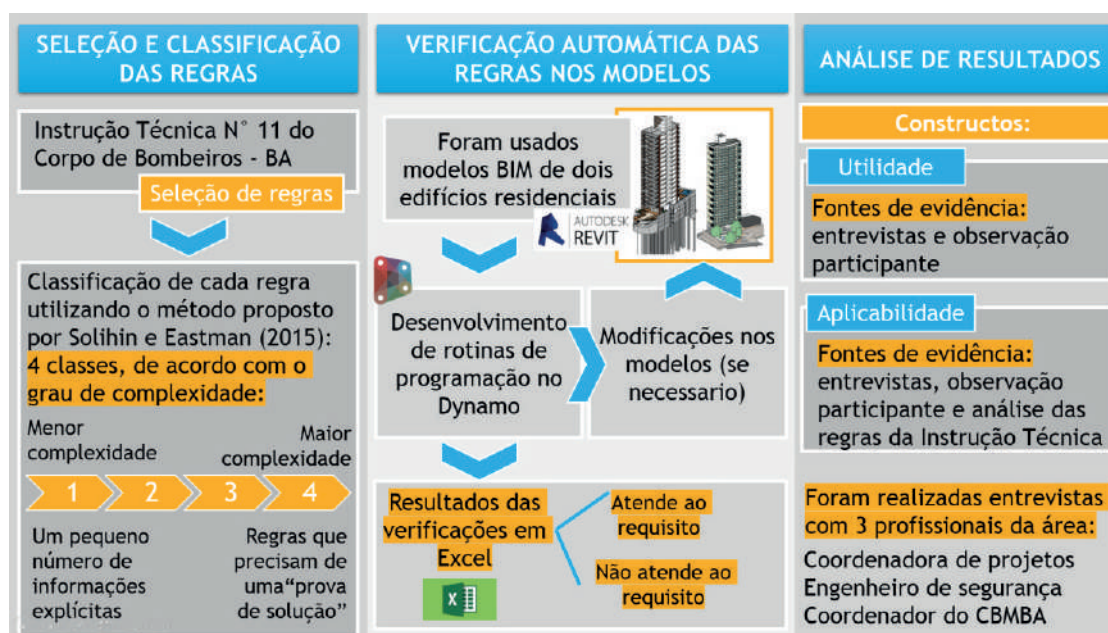 SELEÇÃO E CLASSIFICAÇÃO
DAS REGRAS
Instrução Técnica N° 11 do
Corpo de Bombeiros - BA
Seleção de regras
Classificação de cada regra
utilizando o método proposto
por Solihin e Eastman (2015):
4 classes, de acordo com o
grau de complexidade:
Menor
complexidade
Maior
complexidade
1 2 3 4
Um pequeno
número de
informações
explícitas
Regras que
precisam de
uma“prova
de solução”
VERIFICAÇÃO AUTOMÁTICA DAS
REGRAS NOS MODELOS
Foram usados
modelos BIM de dois
edifícios residenciais
AUTODESK
REVIT
Desenvolvimento
de rotinas de
programação no
Dynamo
Modificações nos
modelos (se
necessario)
Resultados das
verificações em
Excel
Atende ao
requisito
Não atende ao
requisito
ANÁLISE DE RESULTADOS
Constructos:
Utilidade
Fontes de evidência:
entrevistas e observação
participante
Aplicabilidade
Fontes de evidência:
entrevistas, observação
participante e análise das
regras da Instrução Técnica
Foram realizadas entrevistas
com 3 profissionais da área:
Coordenadora de projetos
Engenheiro de segurança
Coordenador do CBMBA